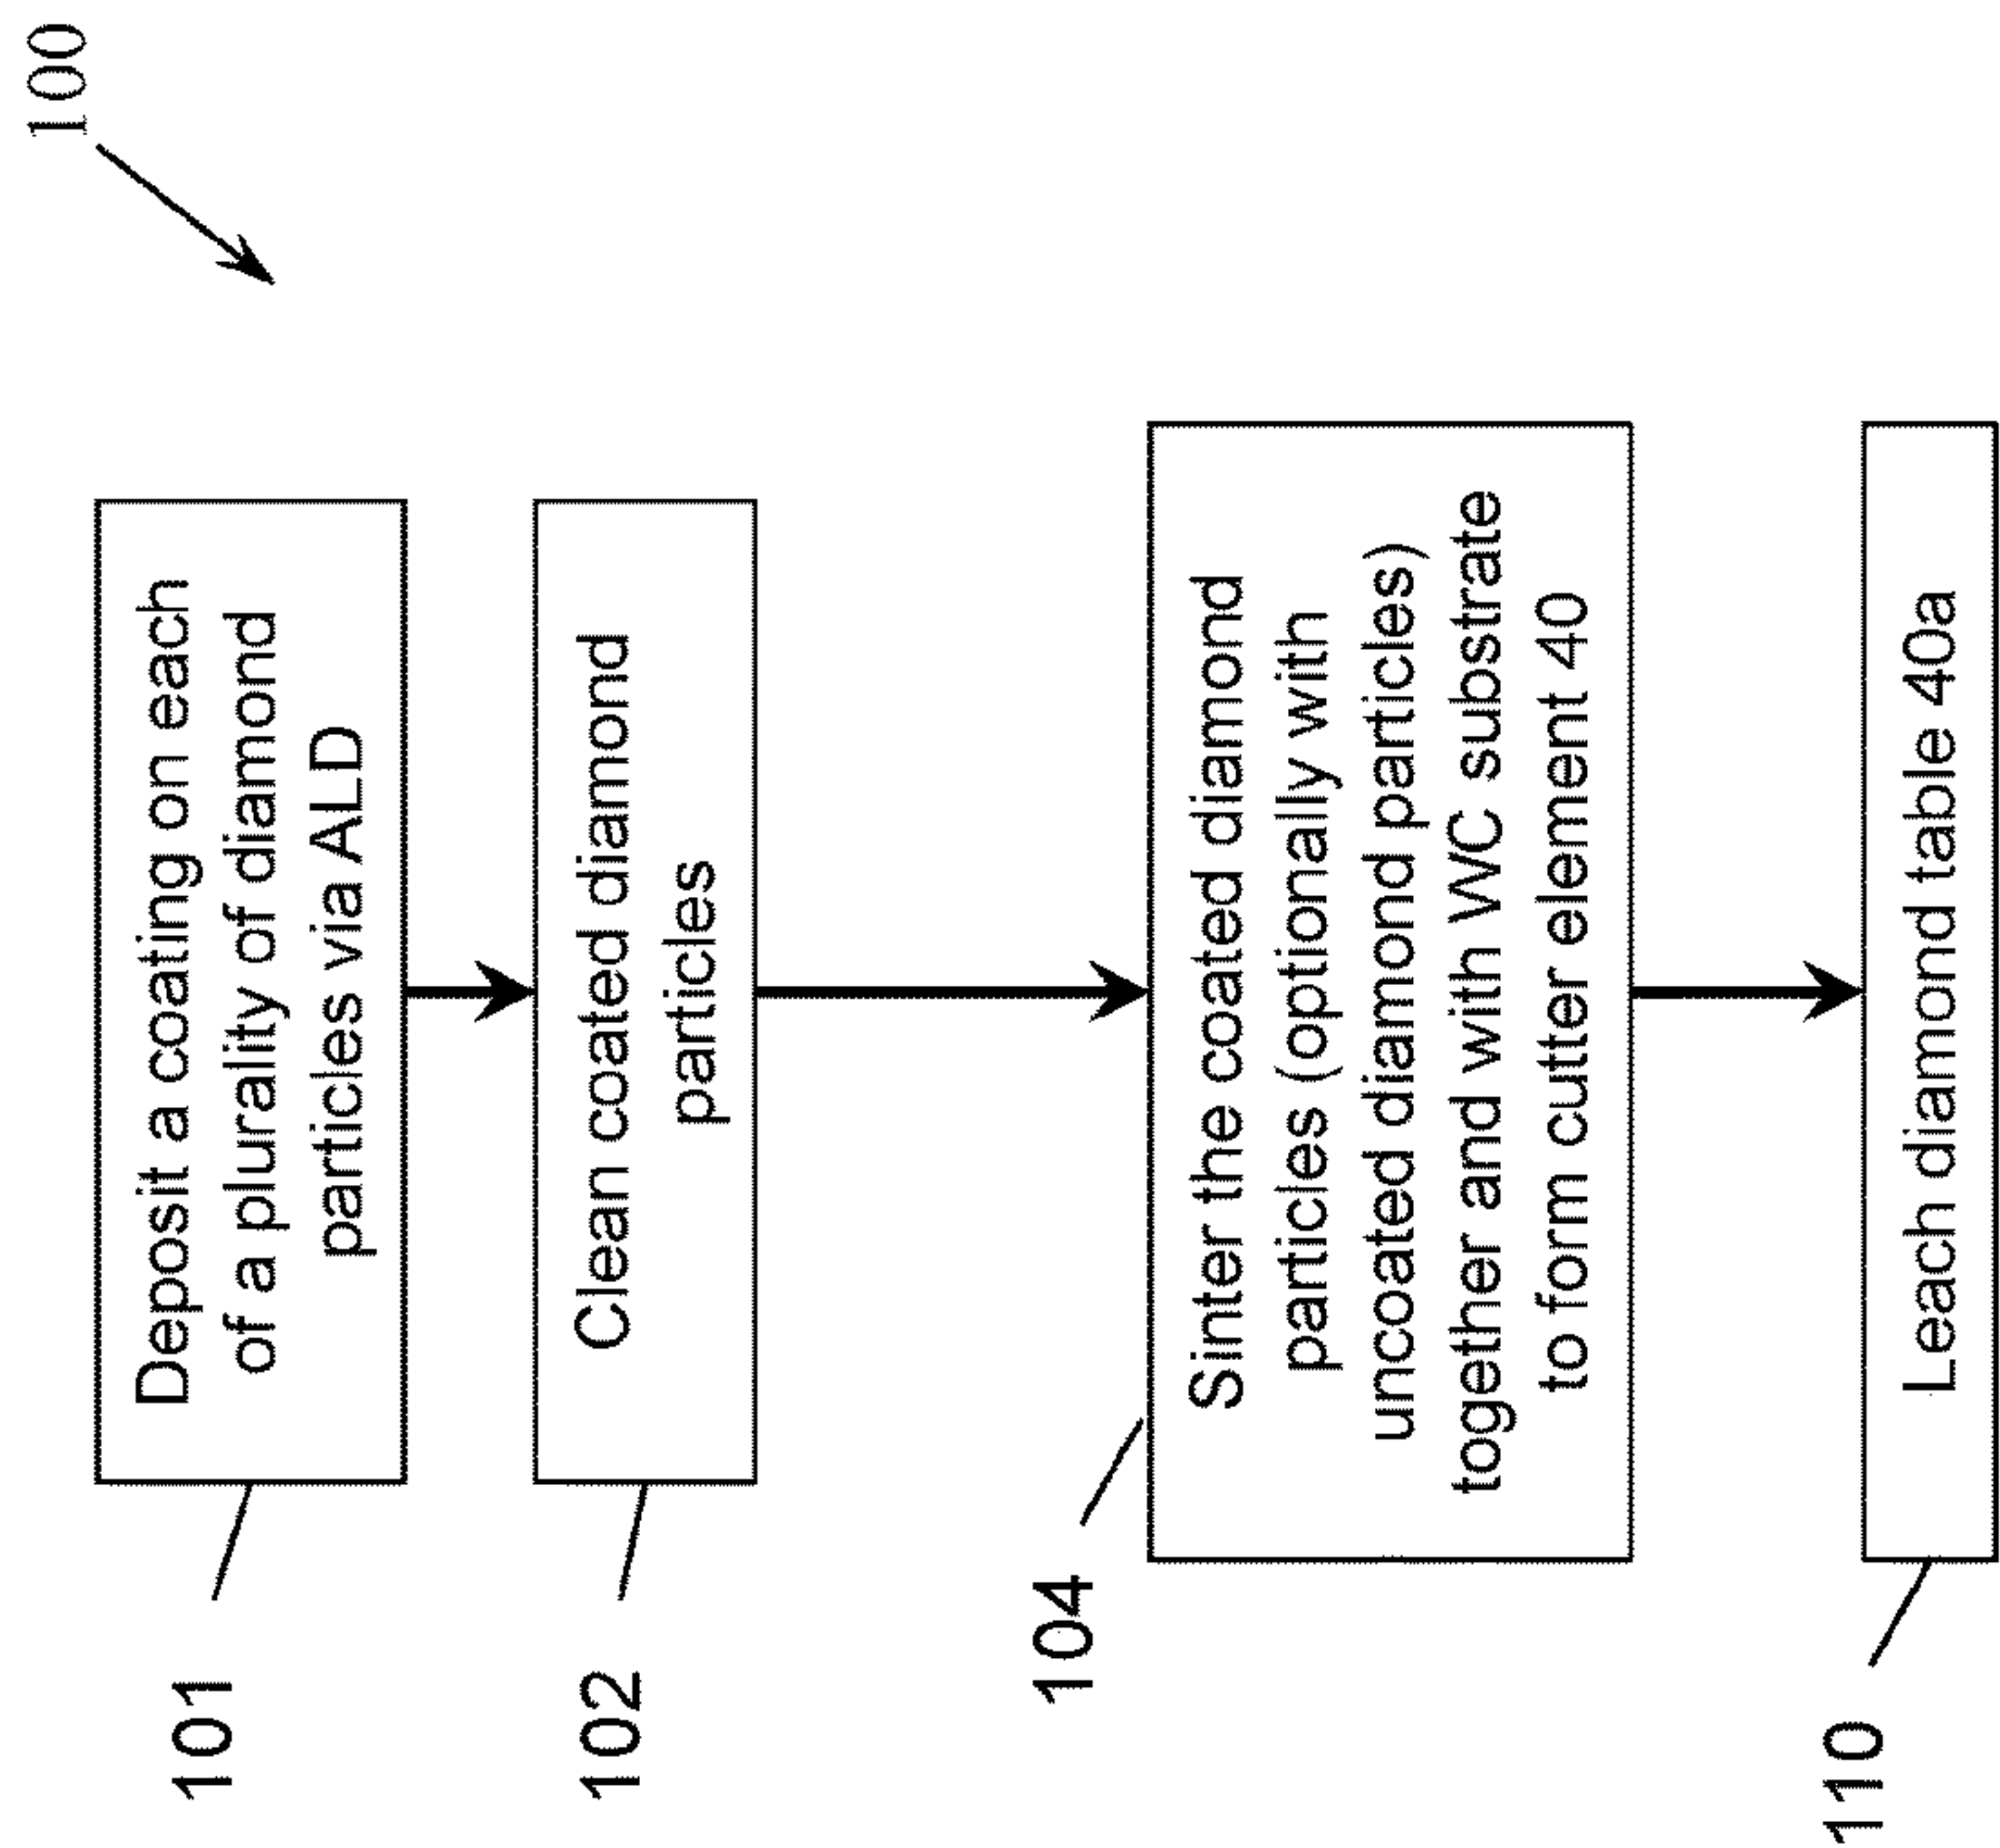 100
101
Deposit a coating on each
of a plurality of diamond
particles via ALD
102
Clean coated diamond
particles
104
Sinter the coated diamond
particles (optionally with
uncoated diamond particles)
together and with WC substrate
to form cutter element 40
110
Leach diamond table 40a